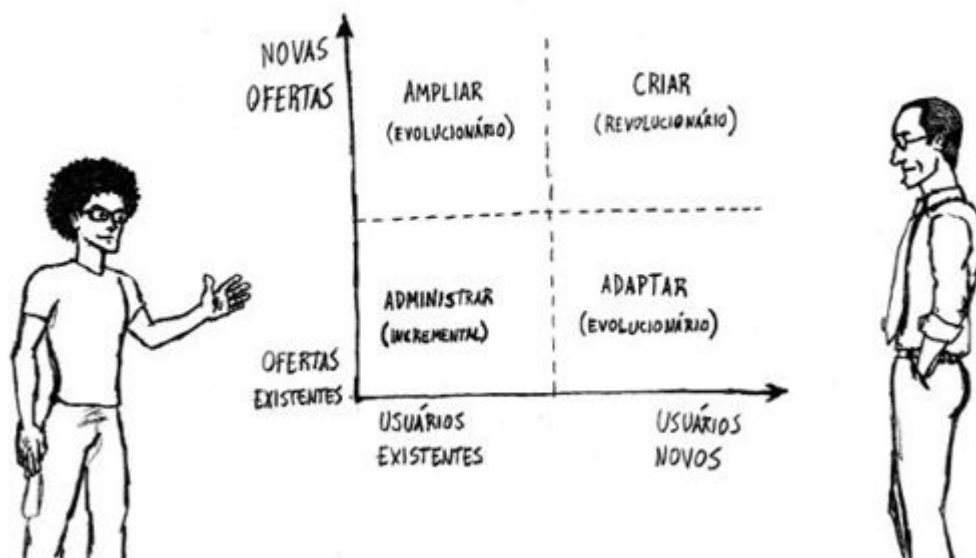 NOVAS
OFERTAS
AMPLIAR
(EVOLUCIONÁRIO)
CRIAR
(REVOLUCIONÁRIO)
ADMINISTRAR
(INCREMENTAL)
ADAPTAR
(EVOLUCIONÁRIO)
OFERTAS
EXISTENTES
USUÁRIOS
EXISTENTES
USUÁRIOS
NOVOS